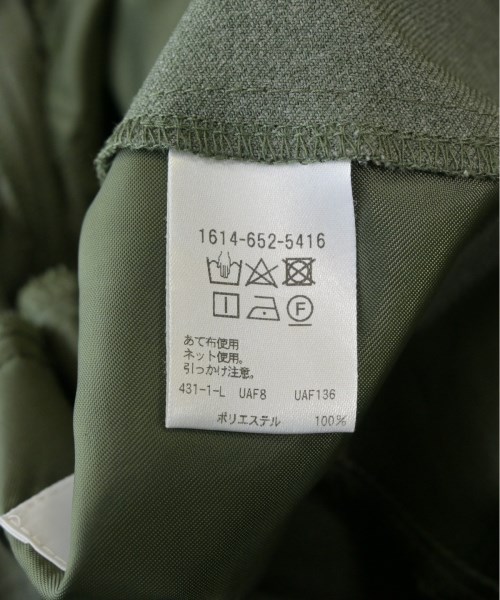 1614-652-5416
F
あて布使用
ネット使用。
引っかけ注意。
431-1-L UAF8 UAF136
ポリエステル 100%